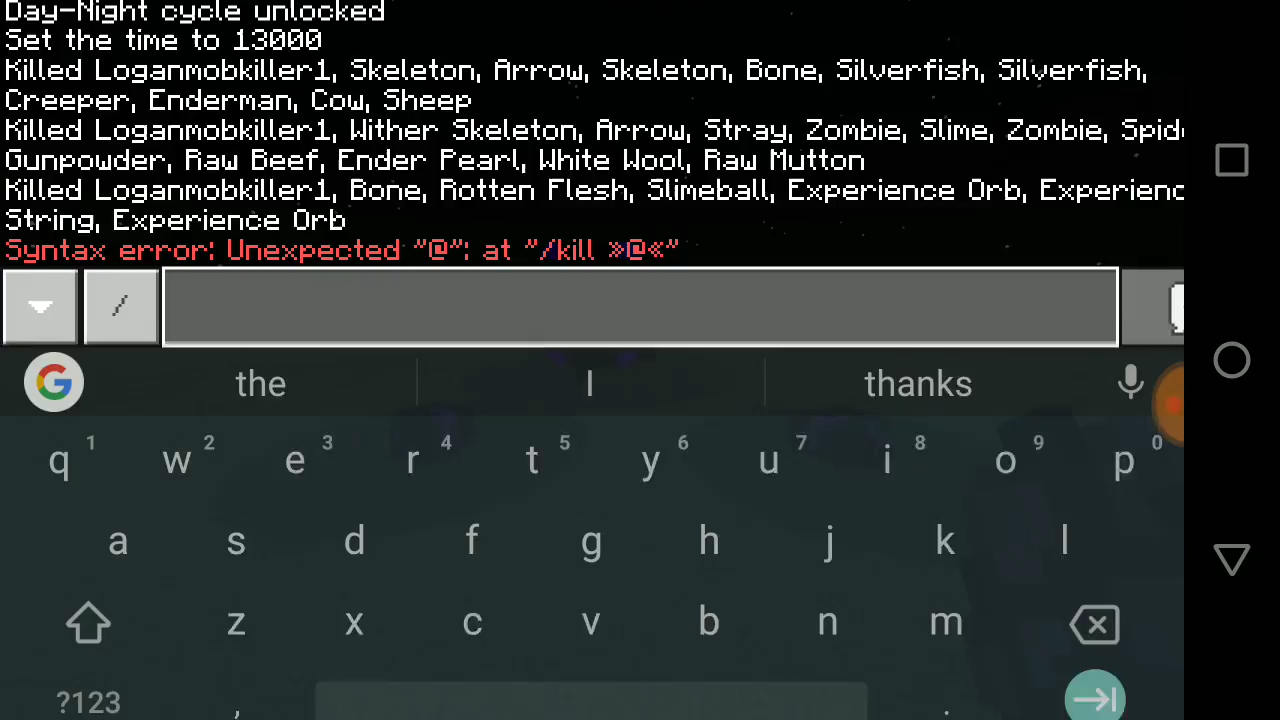 Day-Night cycle unlocked
Set the time to 13000
Killed Loganmobkiller1, Skeleton, Arrow, Skeleton, Bone, Silverfish, Silverfish,
Creeper, Enderman, Cow, Sheep
Killed Loganmobkiller1, Wither Skeleton, Arrow, Stray, Zombie, Slime, Zombie,
Gunpowder, Raw Beef, Ender Pearl, White Wool, Raw Mutton
Killed Loganmobkiller1, Bone, Rotten Flesh, Slimeball, Experience Orb,
String, Experience Orb
Syntax error: Unexpected "@": at "/kill »@«"
/
the I thanks
1 2 3 4 5 6 7 8 9 0
q w e r t y u i o p
a s d f g h j k l
z x c v b n m
?123 , .